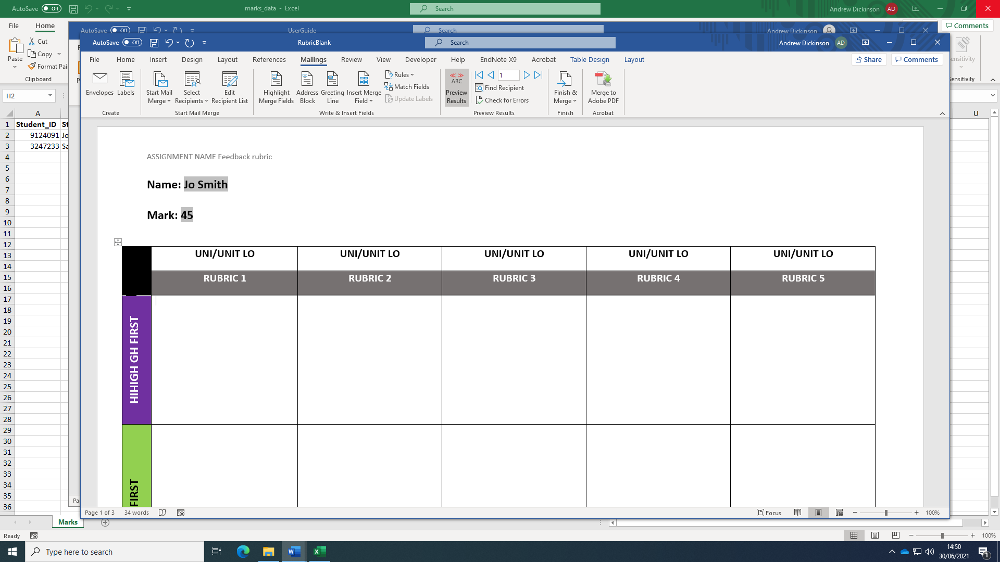 AutoSave Off marks_data - Excel Search Andrew Dickinson AD
File Home Comments
AutoSave Off UserGuide Search Andrew Dickinson
AutoSave Off RubricBlank Search Andrew Dickinson AD
File Home Insert Design Layout References Mailings Review View Developer Help EndNote X9 Acrobat Table Design Layout Share Comments
Cut
Copy
Paste
Format Pai
Clipboard
Envelopes Labels
Create
Start Mail Merge
Select Recipients
Edit Recipient List
Start Mail Merge
Highlight Merge Fields
Address Block
Greeting Line
Insert Merge Field
Rules
Match Fields
Update Labels
Write & Insert Fields
ABC
Preview Results
1
Find Recipient
Check for Errors
Preview Results
Finish & Merge
Finish
Merge to Adobe PDF
Acrobat
ensitivity
Sensitivity
H2
A U
1 Student_ID St
2 9124091 Jo
3 3247233 Sa
4
5
6
7
8
9
10
11
12
13
14
15
16
17
18
19
20
21
22
23
24
25
26
27
28
29
30
31
32
33
34
35
36
ASSIGNMENT NAME Feedback rubric
Name: Jo Smith
Mark: 45
UNI/UNIT LO UNI/UNIT LO UNI/UNIT LO UNI/UNIT LO UNI/UNIT LO
RUBRIC 1 RUBRIC 2 RUBRIC 3 RUBRIC 4 RUBRIC 5
HIHIGH GH FIRST
FIRST
Pa
Page 1 of 3 34 words Focus 100%
Marks
Ready 100%
Type here to search
14:50
30/06/2021
1